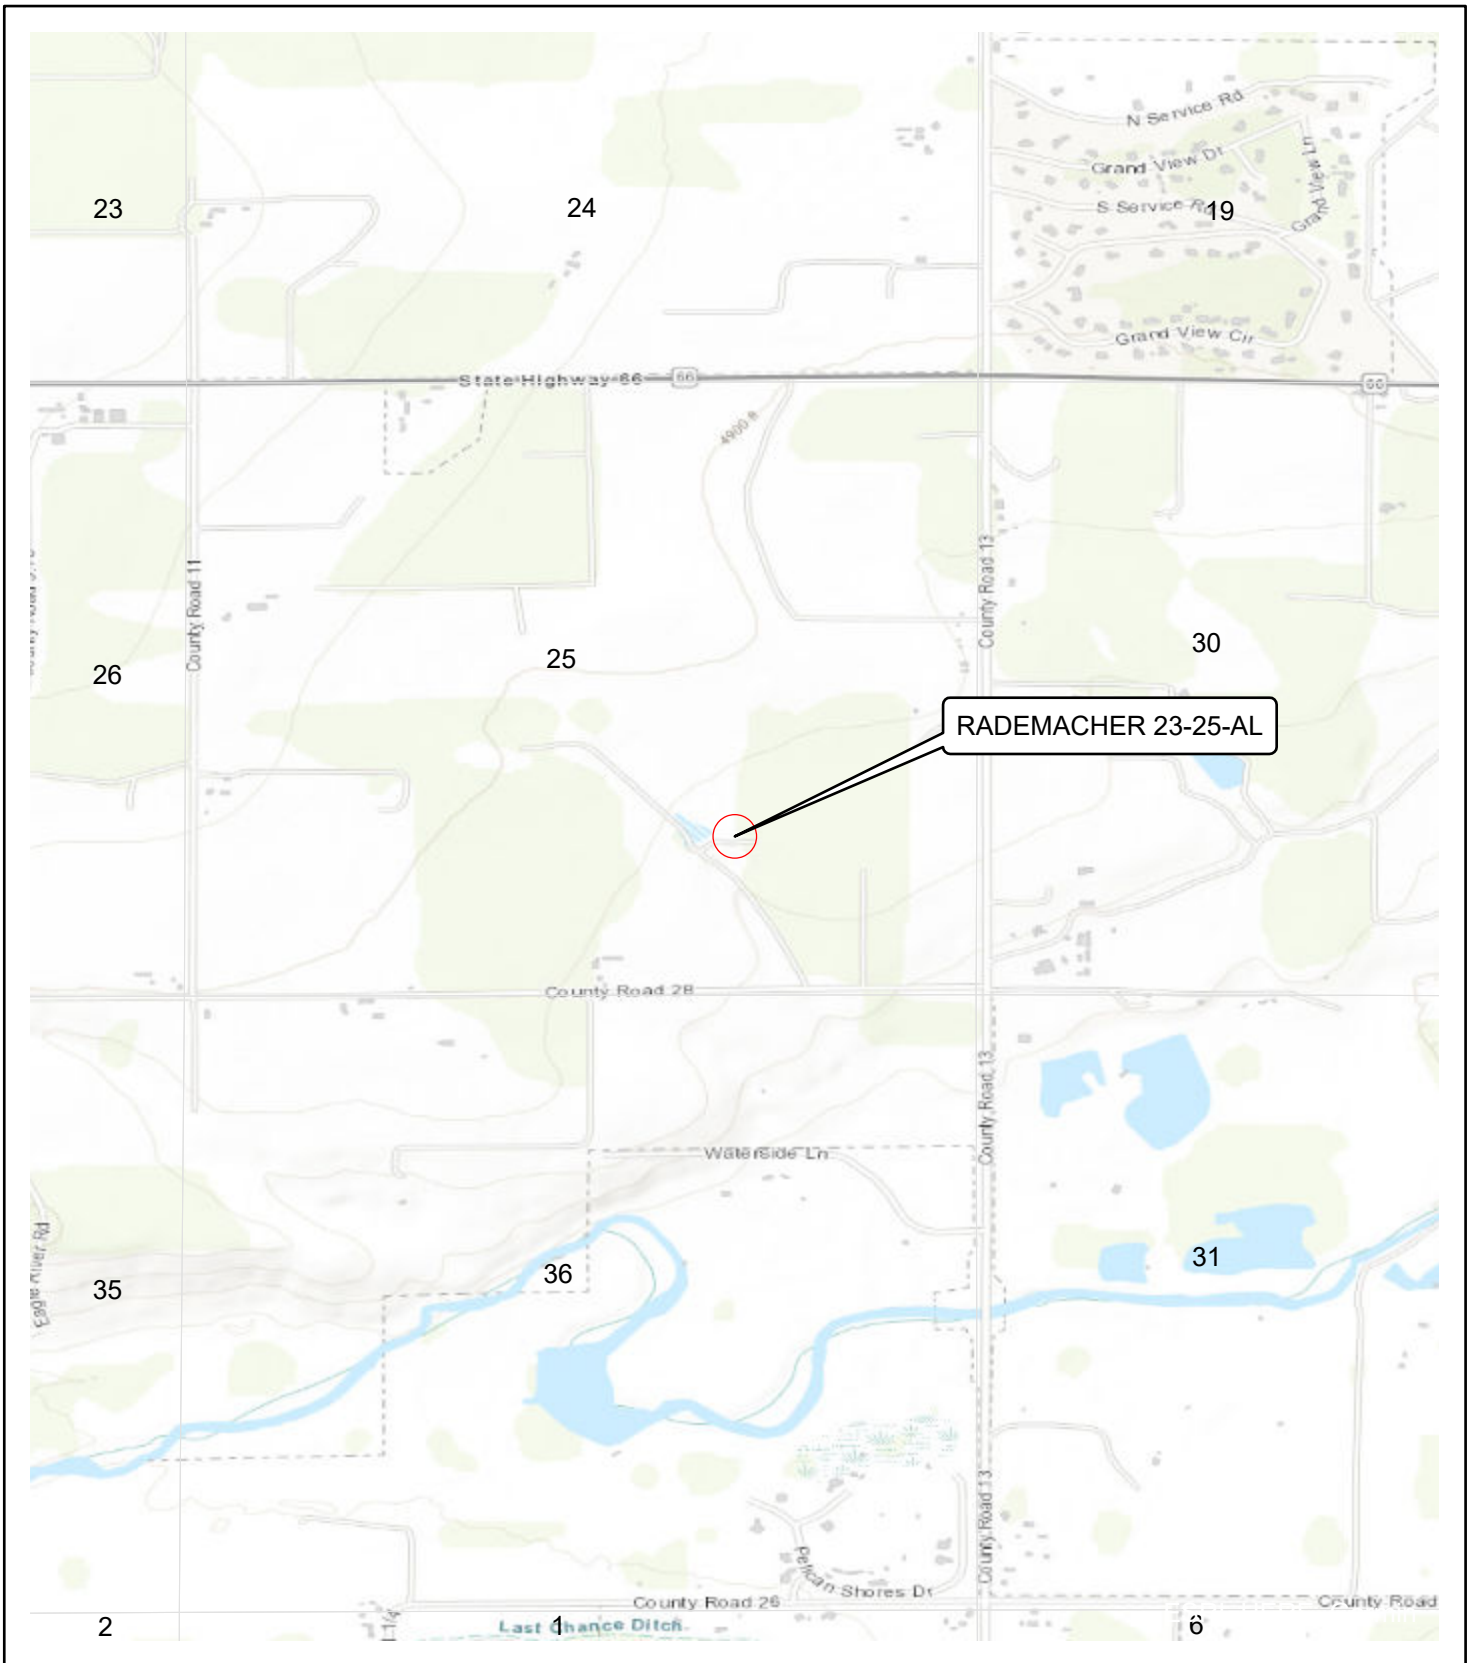 N Service Rd
Grand View Dr
Grand View Ln
23
24
S Service Rd
19
Grand View Cir
State Highway 66
66
66
4900 ft
County Road 11
County Road 13
26
25
30
RADEMACHER 23-25-AL
County Road 28
County Road 13
Waterside Ln
Eagle River Rd
35
36
31
County Road 13
Pelican Shores Dr
County Road 26
County Road
2
1
6
Last Chance Ditch